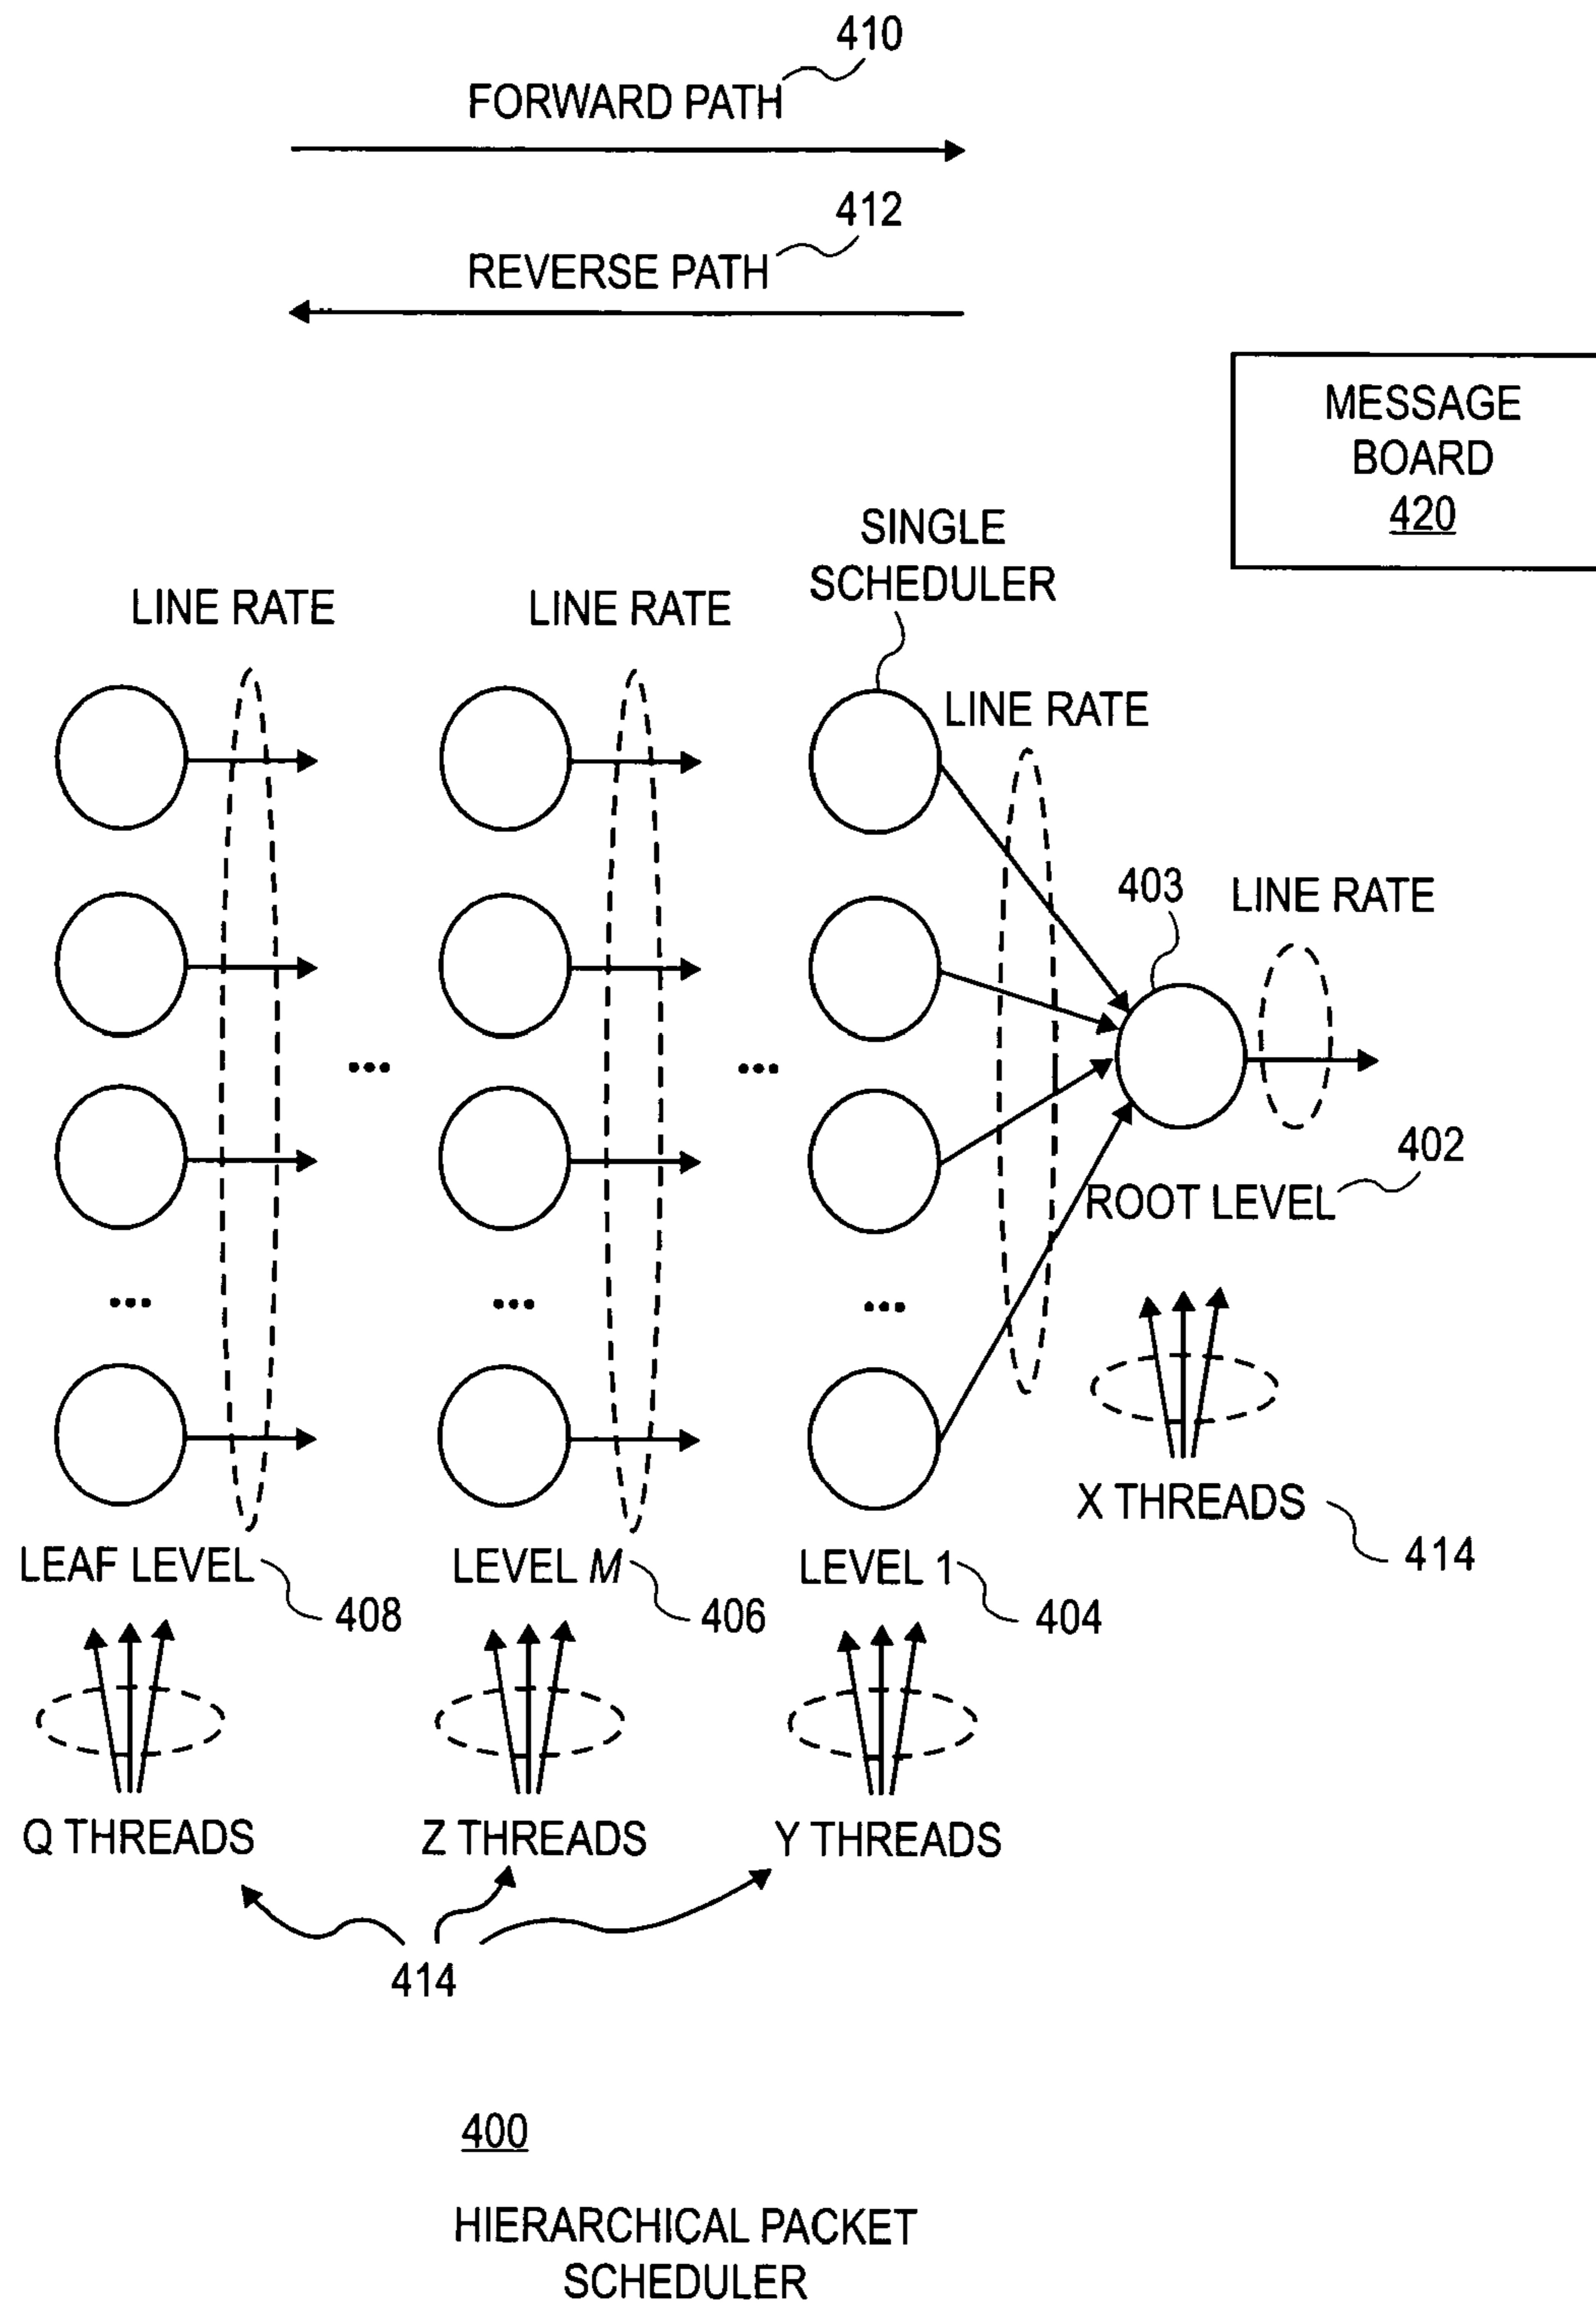 410
FORWARD PATH
412
REVERSE PATH
MESSAGE
BOARD
420
SINGLE
SCHEDULER
LINE RATE
LINE RATE
LINE RATE
403
LINE RATE
402
ROOT LEVEL
X THREADS
414
LEAF LEVEL
408
LEVEL M
406
LEVEL 1
404
Q THREADS
Z THREADS
Y THREADS
414
400
HIERARCHICAL PACKET
SCHEDULER